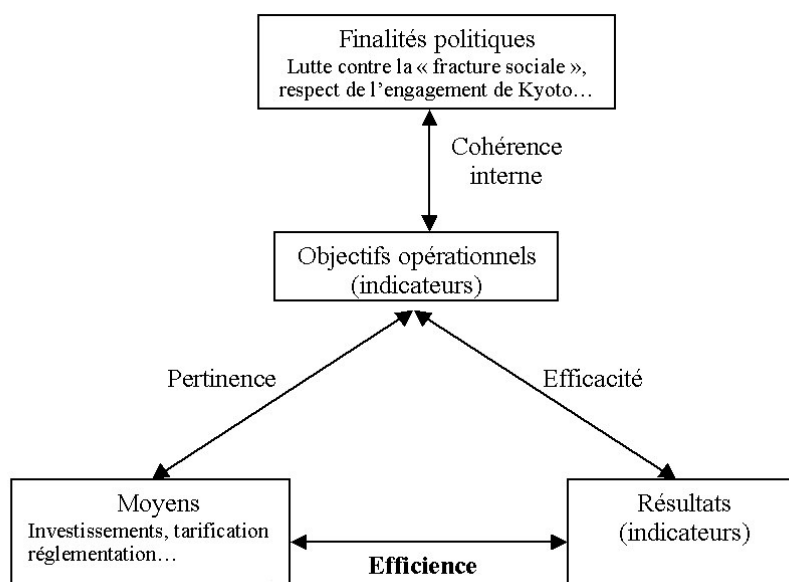 Finalités politiques
Lutte contre la « fracture sociale »,
respect de l’engagement de Kyoto…
Cohérence
interne
Objectifs opérationnels
(indicateurs)
Pertinence
Efficacité
Moyens
Investissements, tarification
réglementation…
Résultats
(indicateurs)
Efficience